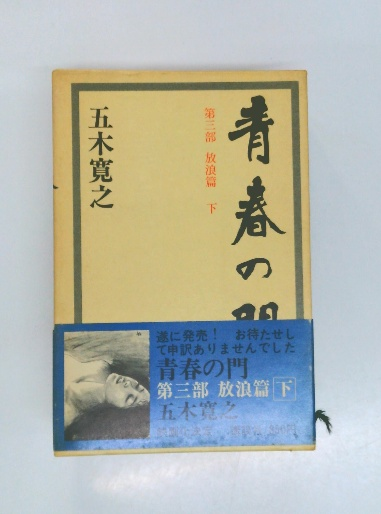 青春の門
第三部 放浪篇 下
五木寛之
遂に発売! お待たせし
て申訳ありませんでした
青春の門
第三部 放浪篇 下
五木寛之